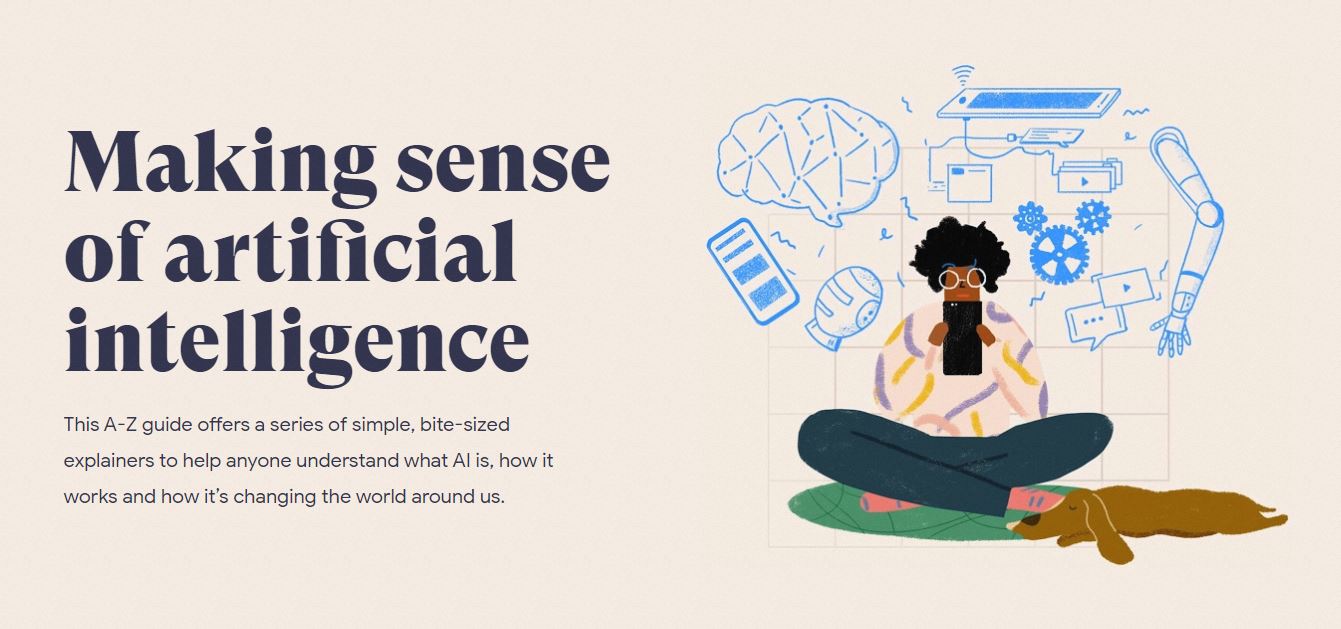 Making sense
of artificial
intelligence
This A-Z guide offers a series of simple, bite-sized
explainers to help anyone understand what AI is, how it
works and how it’s changing the world around us.